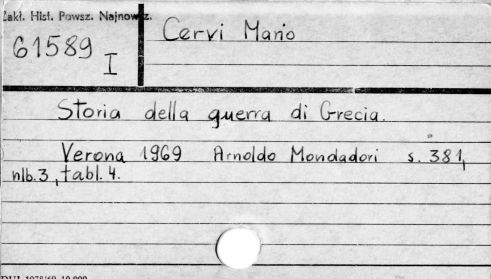 Zakł. Hist. Powsz. Najnowsz.
61589
I
Cervi Mario
Storia della guerra di Grecia.
Verona 1969 Arnoldo Mondadori s. 381,
nlb. 3, tabl. 4.